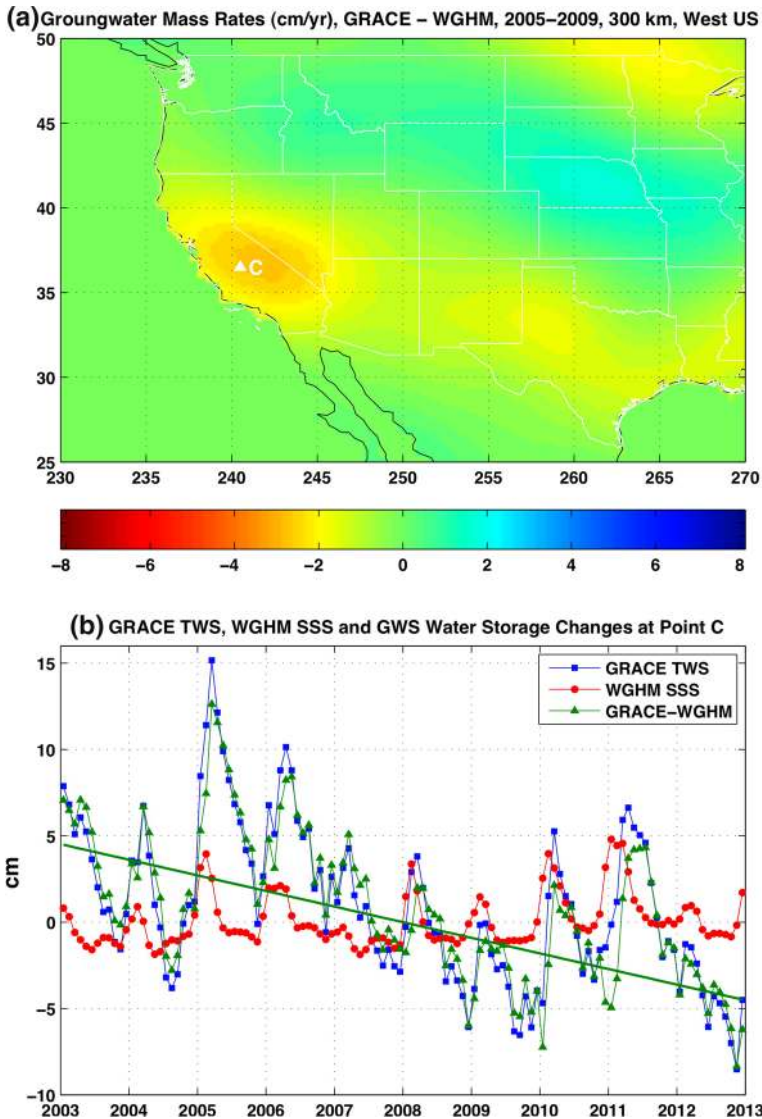 (a) Groungwater Mass Rates (cm/yr), GRACE − WGHM, 2005−2009, 300 km, West US
50
45
40
35
30
25
C
230 235 240 245 250 255 260 265 270
−8 −6 −4 −2 0 2 4 6 8
(b) GRACE TWS, WGHM SSS and GWS Water Storage Changes at Point C
GRACE TWS
WGHM SSS
GRACE−WGHM
cm
15
10
5
0
−5
−10
2003 2004 2005 2006 2007 2008 2009 2010 2011 2012 2013